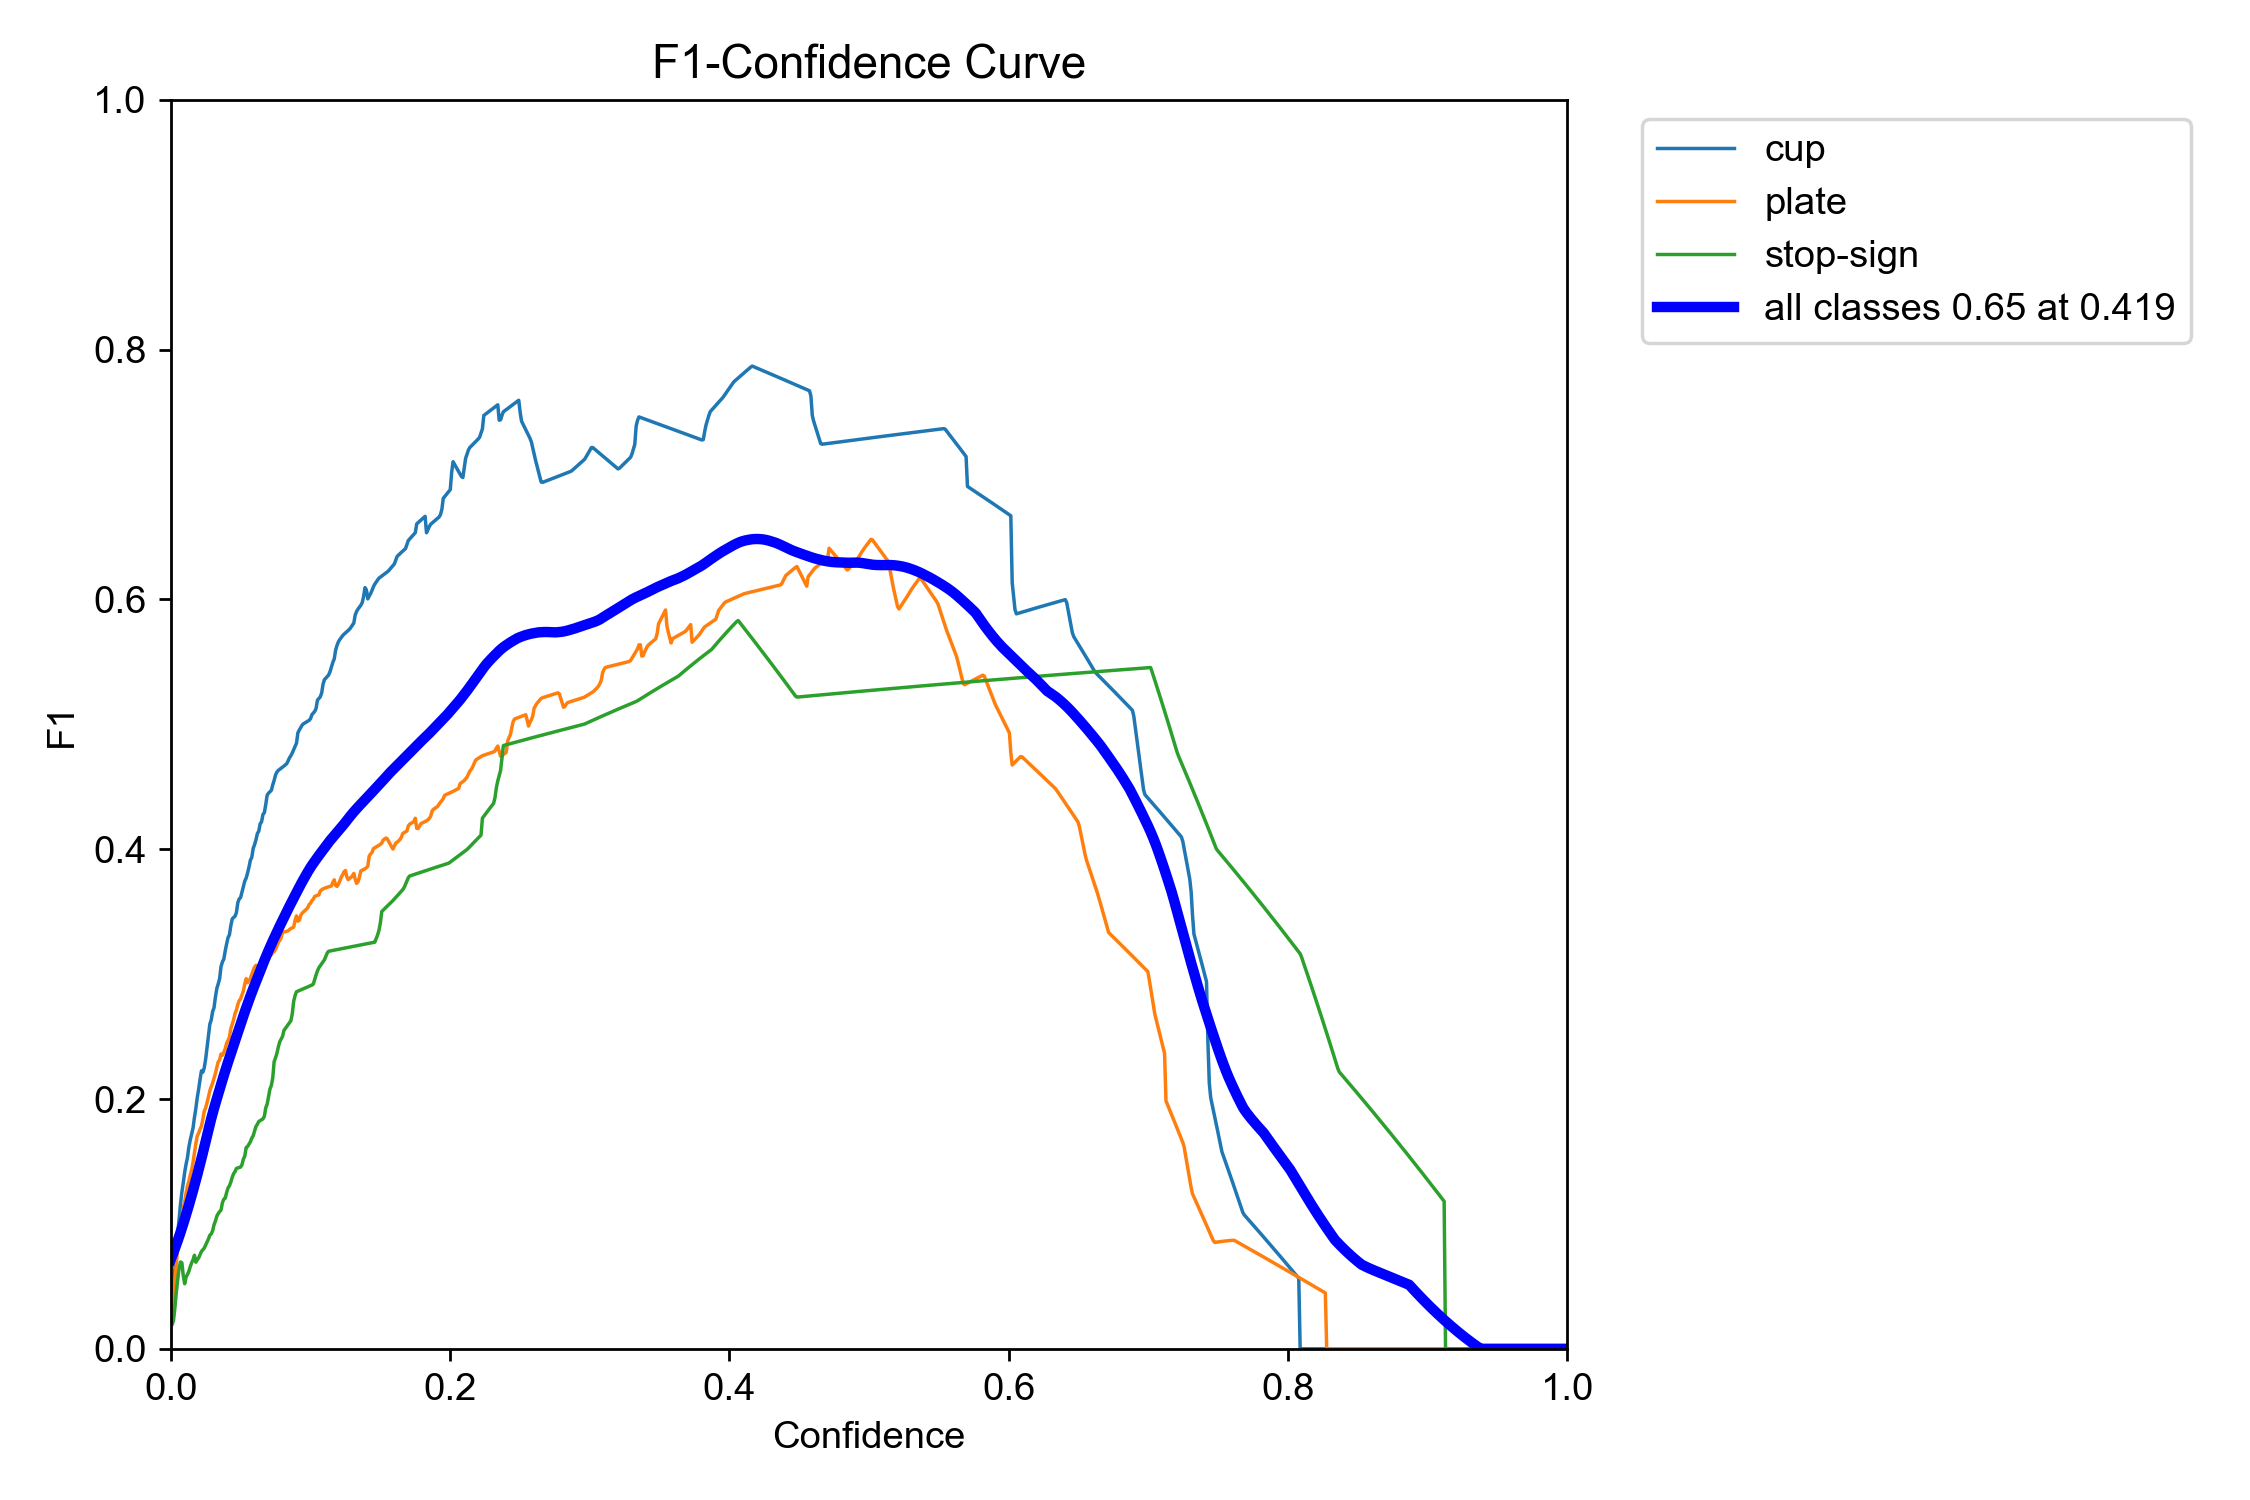 F1-Confidence Curve
1.0
0.8
0.6
0.4
0.2
0.0
F1
0.0 0.2 0.4 0.6 0.8 1.0
Confidence
cup
plate
stop-sign
all classes 0.65 at 0.419